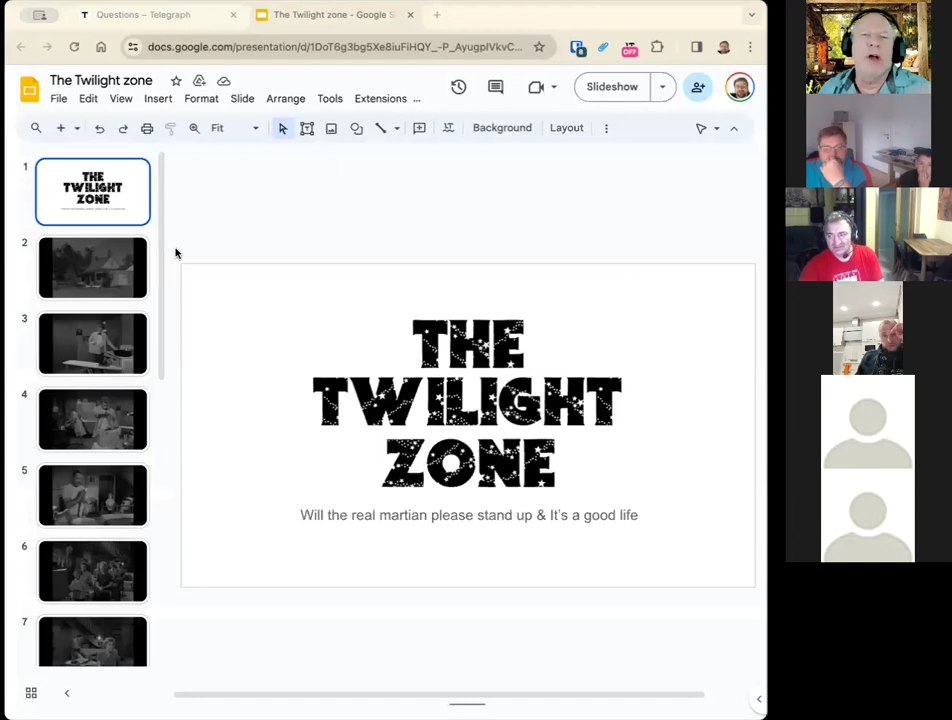 Questions – Telegraph
The Twilight zone - Google S
docs.google.com/presentation/d/1DoT6g3bg5Xe8iuFiHQY_-P_AyugpIVkvC...
The Twilight zone
File Edit View Insert Format Slide Arrange Tools Extensions ...
Slideshow
Fit
Background
Layout
1
THE
TWILIGHT
ZONE
2
3
4
5
6
7
THE
TWILIGHT
ZONE
Will the real martian please stand up & It's a good life